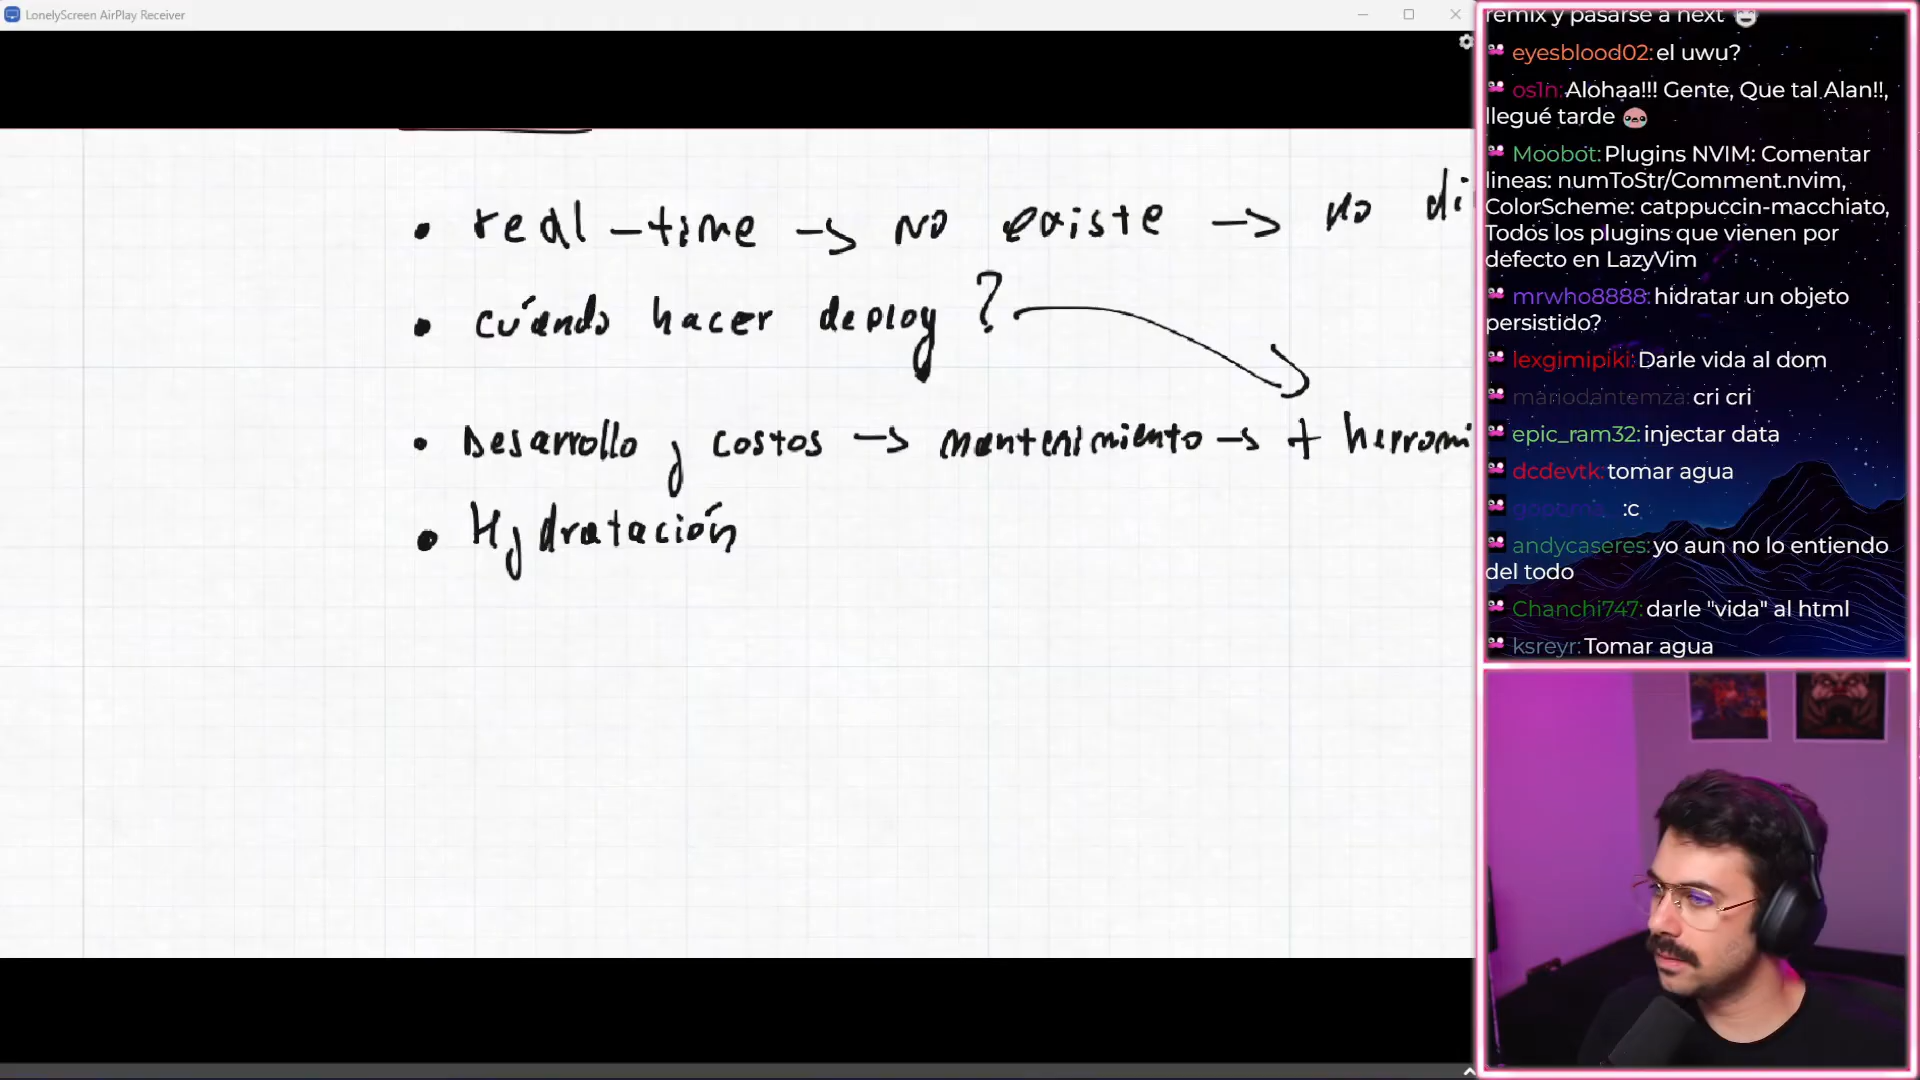 LonelyScreen AirPlay Receiver
• real-time -> no existe -> no di
• cuándo hacer deploy ?
• Desarrollo y costos -> mantenimiento -> + herrami
• Hydratación
remix y pasarse a next
eyesblood02: el uwu?
os1n: Alohaa!!! Gente, Que tal Alan!!,
llegué tarde
Moobot: Plugins NVIM: Comentar
lineas: numToStr/Comment.nvim,
ColorScheme: catppuccin-macchiato,
Todos los plugins que vienen por
defecto en LazyVim
mrwho8888: hidratar un objeto
persistido?
lexgimipiki: Darle vida al dom
mariodantemza: cri cri
epic_ram32: injectar data
dcdevtk: tomar agua
:c
andycaseres: yo aun no lo entiendo
del todo
Chanchi747: darle "vida" al html
ksreyr: Tomar agua